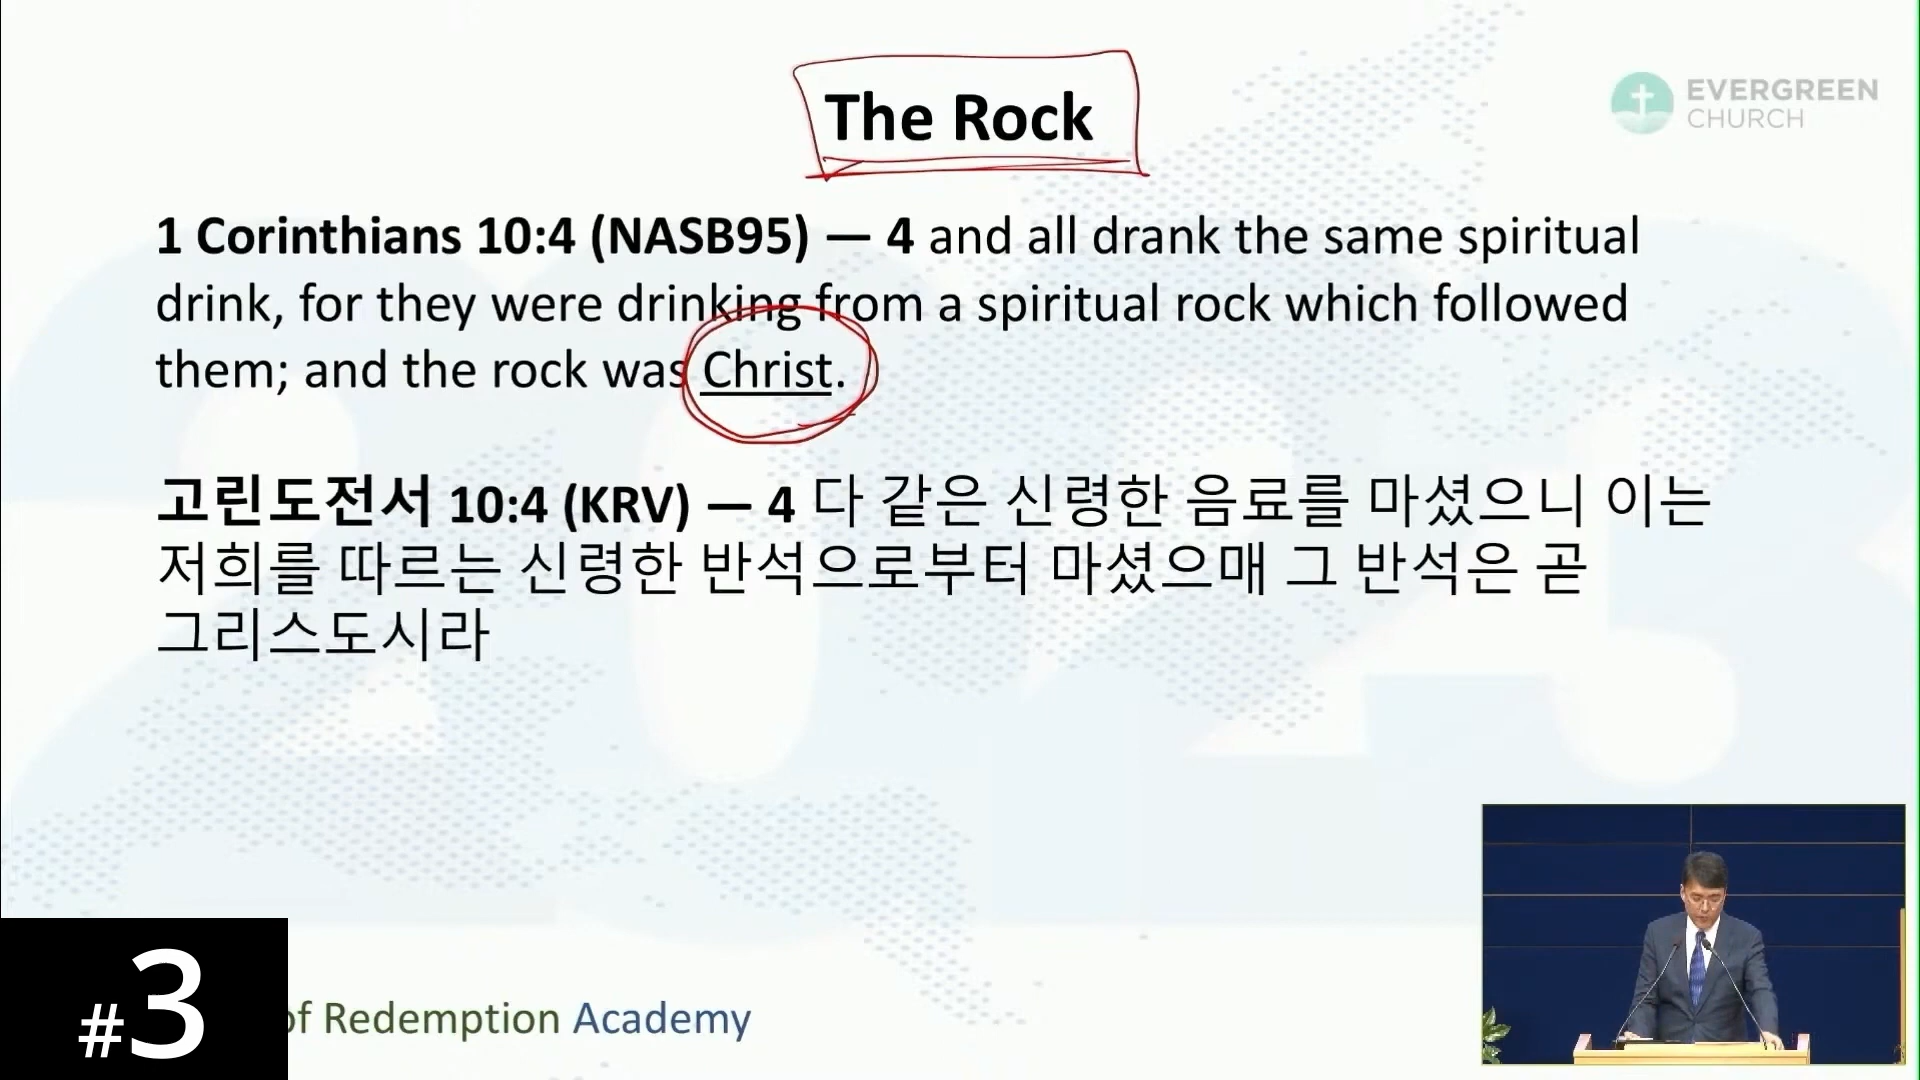 The Rock
EVERGREEN
CHURCH
1 Corinthians 10:4 (NASB95) — 4 and all drank the same spiritual
drink, for they were drinking from a spiritual rock which followed
them; and the rock was Christ.
고린도전서 10:4 (KRV) — 4 다 같은 신령한 음료를 마셨으니 이는
저희를 따르는 신령한 반석으로부터 마셨으매 그 반석은 곧
그리스도시라
#3
of Redemption Academy